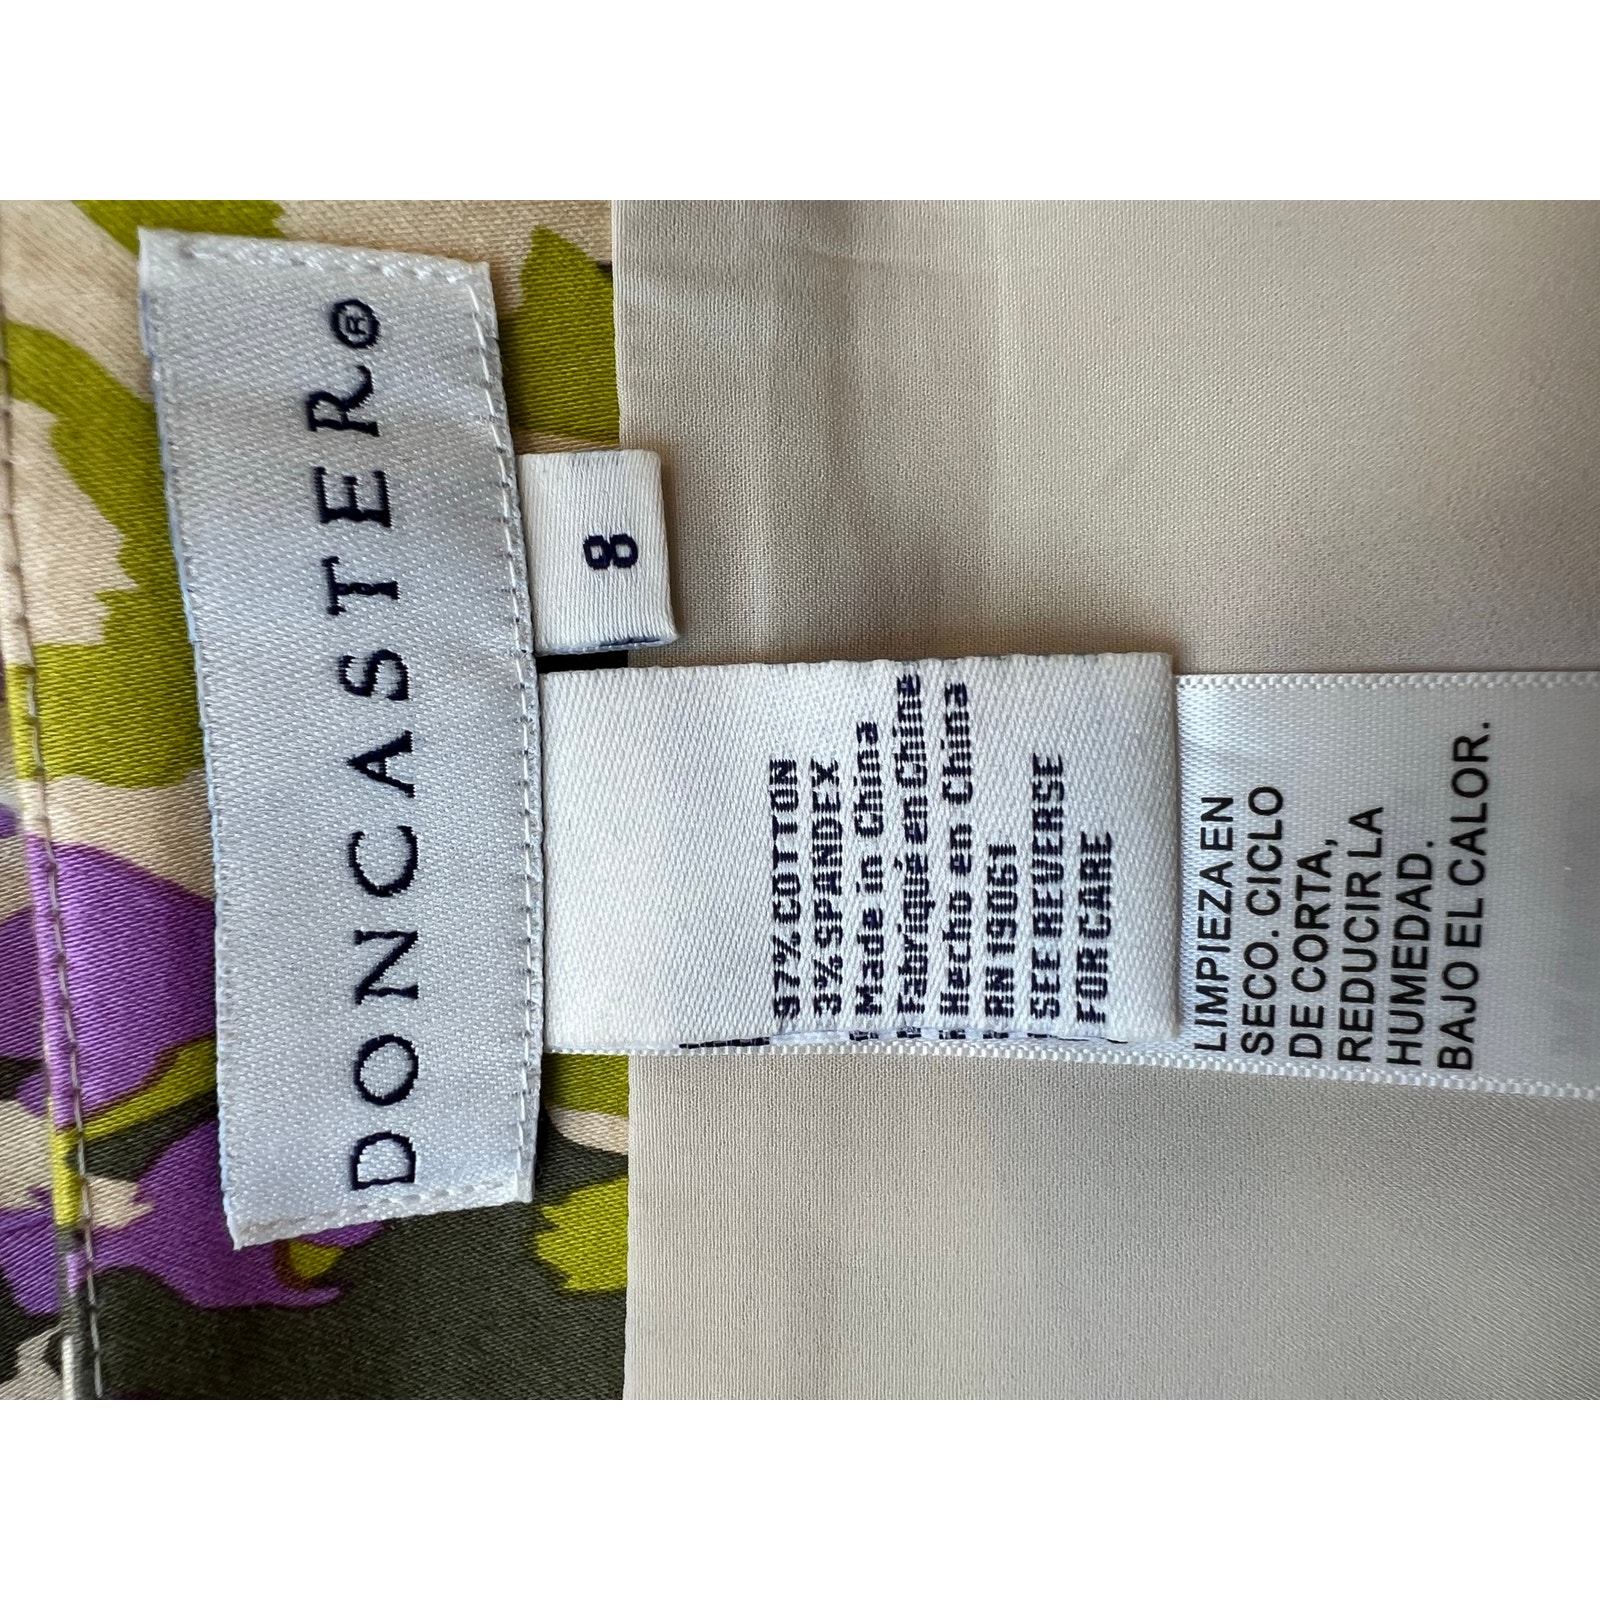 DONCASTER®
8
97% COTTON
3% SPANDEX
Made in China
Fabriqué en Chine
Hecho en China
RN 19061
SEE REVERSE
FOR CARE
LIMPIEZA EN
SECO. CICLO
DE CORTA,
REDUCIR LA
HUMEDAD.
BAJO EL CALOR.